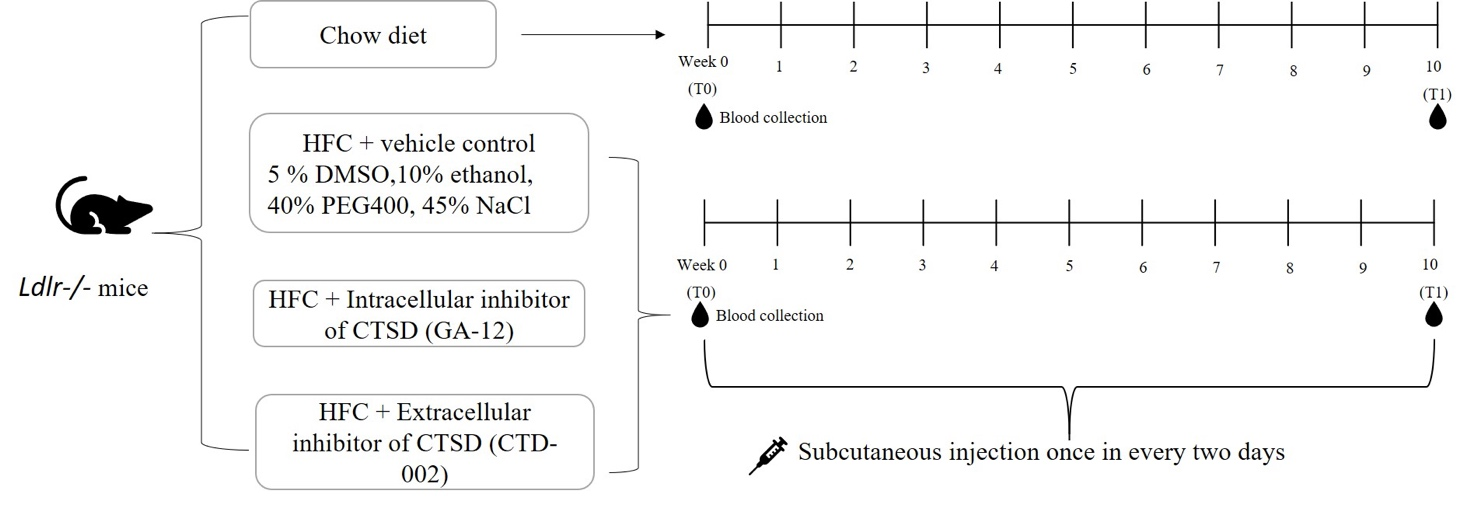 Chow diet
Week 0
1
2
3
4
5
6
7
8
9
10
(T0)
(T1)
Blood collection
HFC + vehicle control
5 % DMSO,10% ethanol,
40% PEG400, 45% NaCl
Ldlr-/- mice
HFC + Intracellular inhibitor
of CTSD (GA-12)
Week 0
1
2
3
4
5
6
7
8
9
10
(T0)
(T1)
Blood collection
HFC + Extracellular
inhibitor of CTSD (CTD-
002)
Subcutaneous injection once in every two days